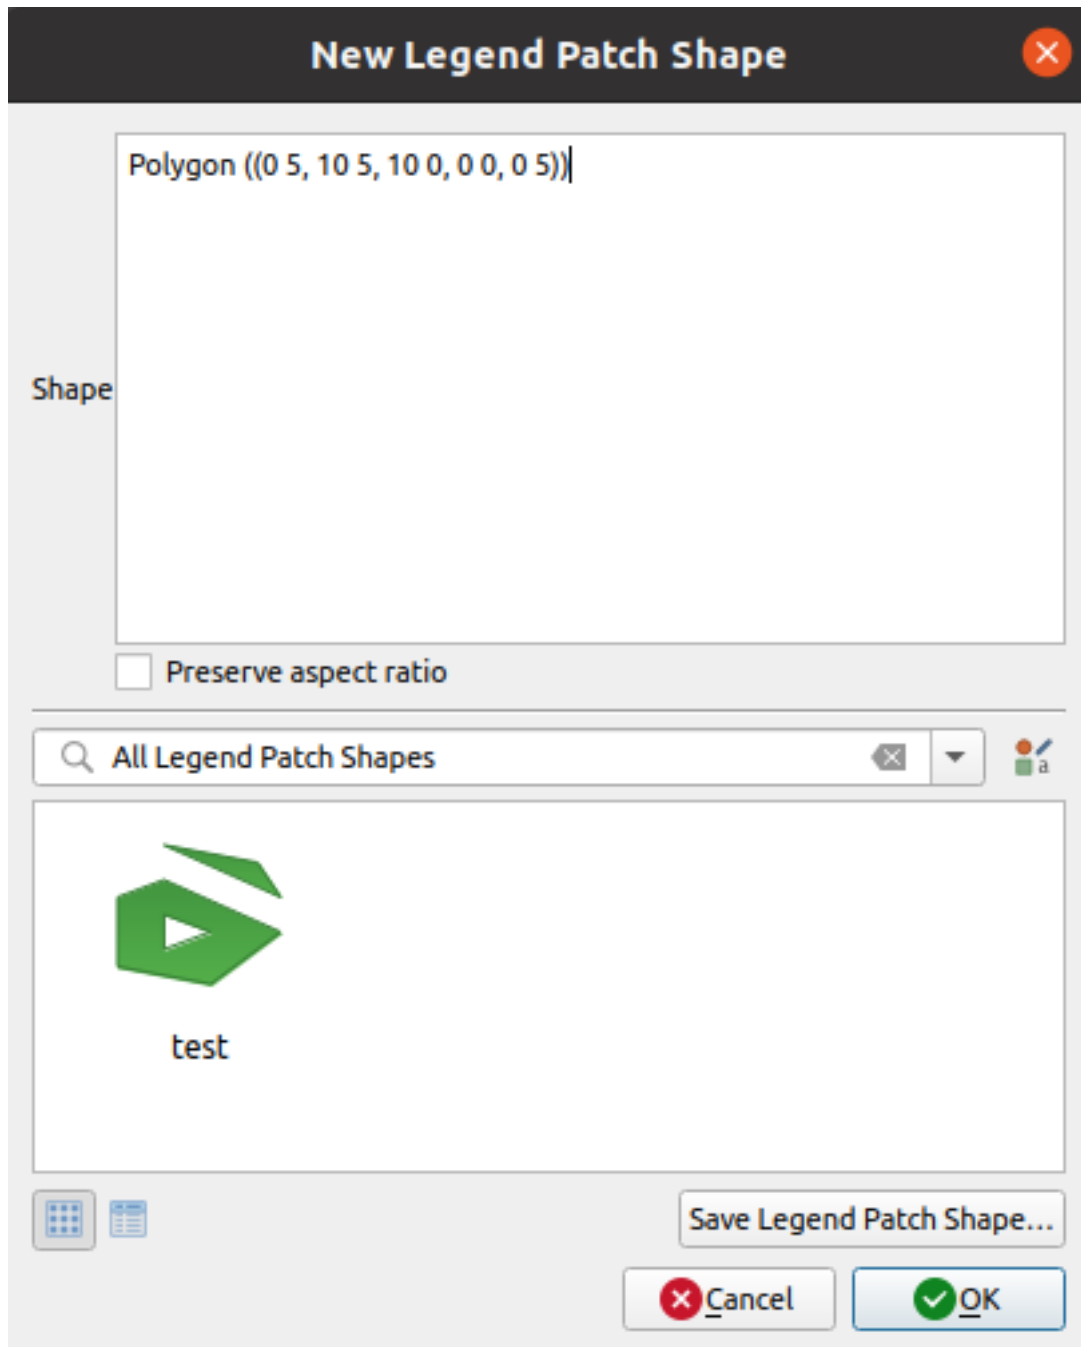 New Legend Patch Shape
Polygon ((0 5, 10 5, 10 0, 0 0, 0 5))
Shape
Preserve aspect ratio
All Legend Patch Shapes
a
test
Save Legend Patch Shape...
Cancel
OK